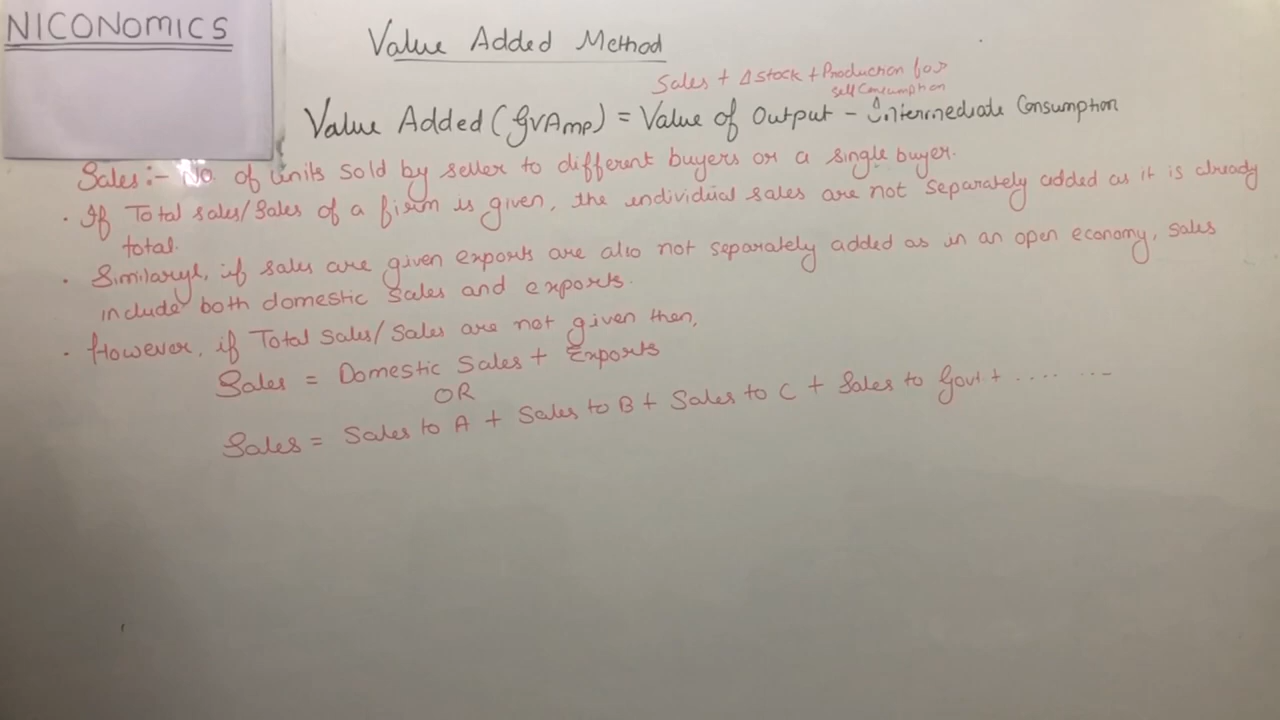 NICONOMICS
Value Added Method
Sales + Δstock + Production for
self Consumption
Value Added (GVAMP) = Value of Output - Intermediate Consumption
Sales :- No. of Units Sold by seller to different buyers or a single buyer.
• If Total sales/Sales of a firm is given, the individual sales are not separately added as it is already
total.
• Similaryl, if sales are given exports are also not separately added as in an open economy, sales
include both domestic sales and exports.
• However, if Total Sales/Sales are not given then,
Sales = Domestic Sales + Exports
OR
Sales = Sales to A + Sales to B + Sales to C + Sales to Govt + .... ...